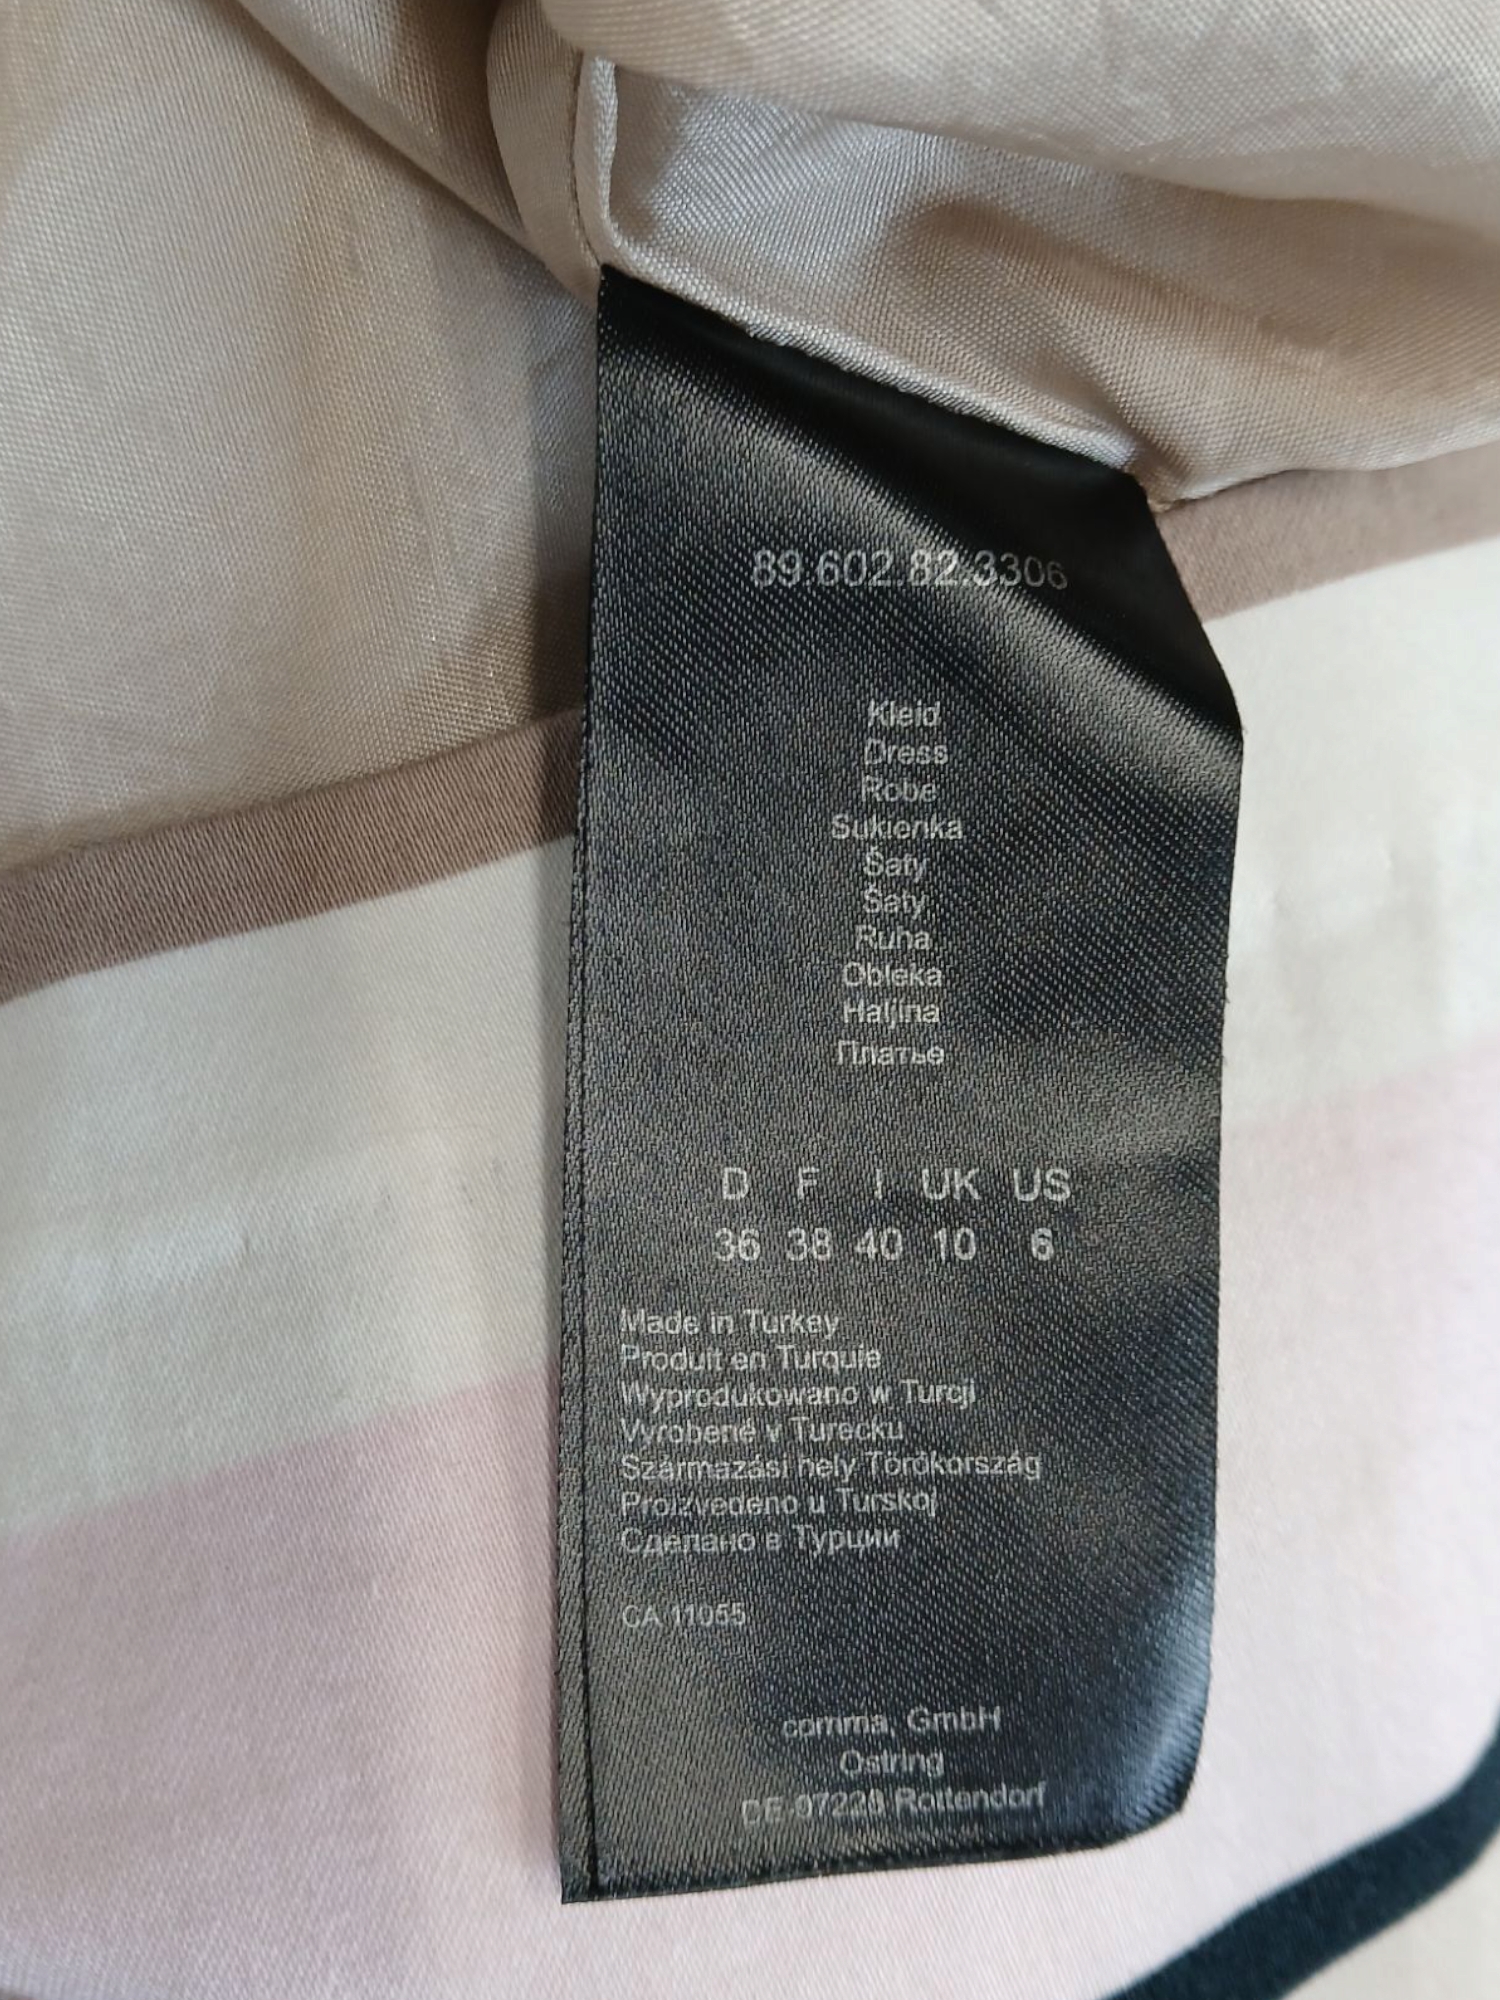 89.602.82.3306
Kleid
Dress
Robe
Sukienka
Šaty
Šaty
Ruha
Obleka
Haljina
Платье
D F I UK US
36 38 40 10 6
Made in Turkey
Produit en Turquie
Wyprodukowano w Turcji
Vyrobené v Turecku
Származási hely Törökország
Proizvedeno u Turskoj
Сделано в Турции
CA 11055
comma, GmbH
Ostring
DE 97228 Rottendorf